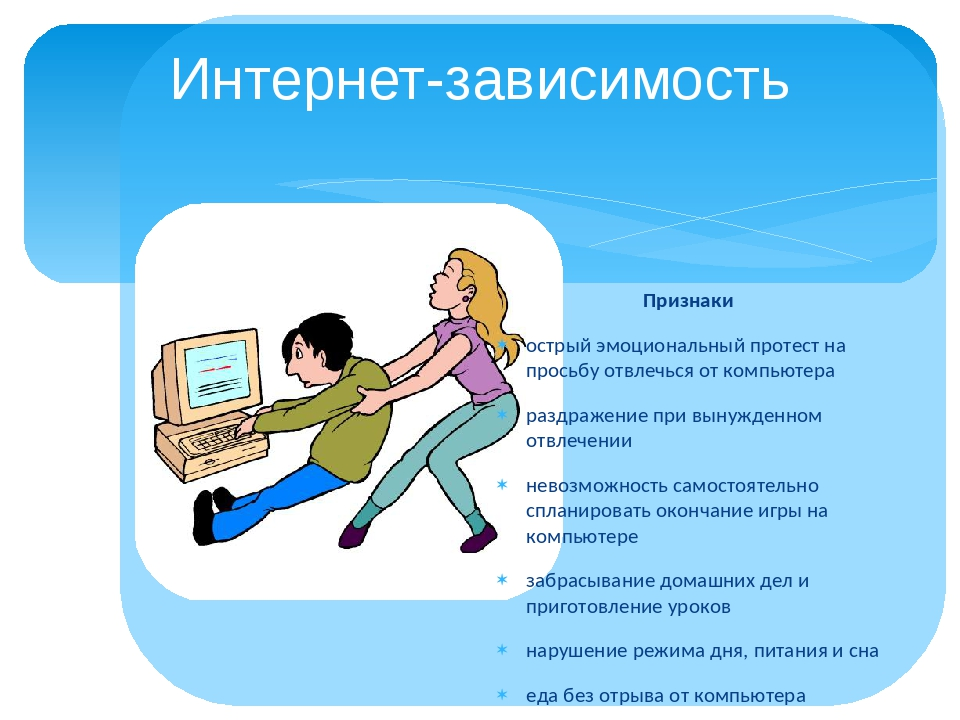 Интернет-зависимость
Признаки
острый эмоциональный протест на
просьбу отвлечься от компьютера
раздражение при вынужденном
отвлечении
невозможность самостоятельно
спланировать окончание игры на
компьютере
забрасывание домашних дел и
приготовление уроков
нарушение режима дня, питания и сна
еда без отрыва от компьютера